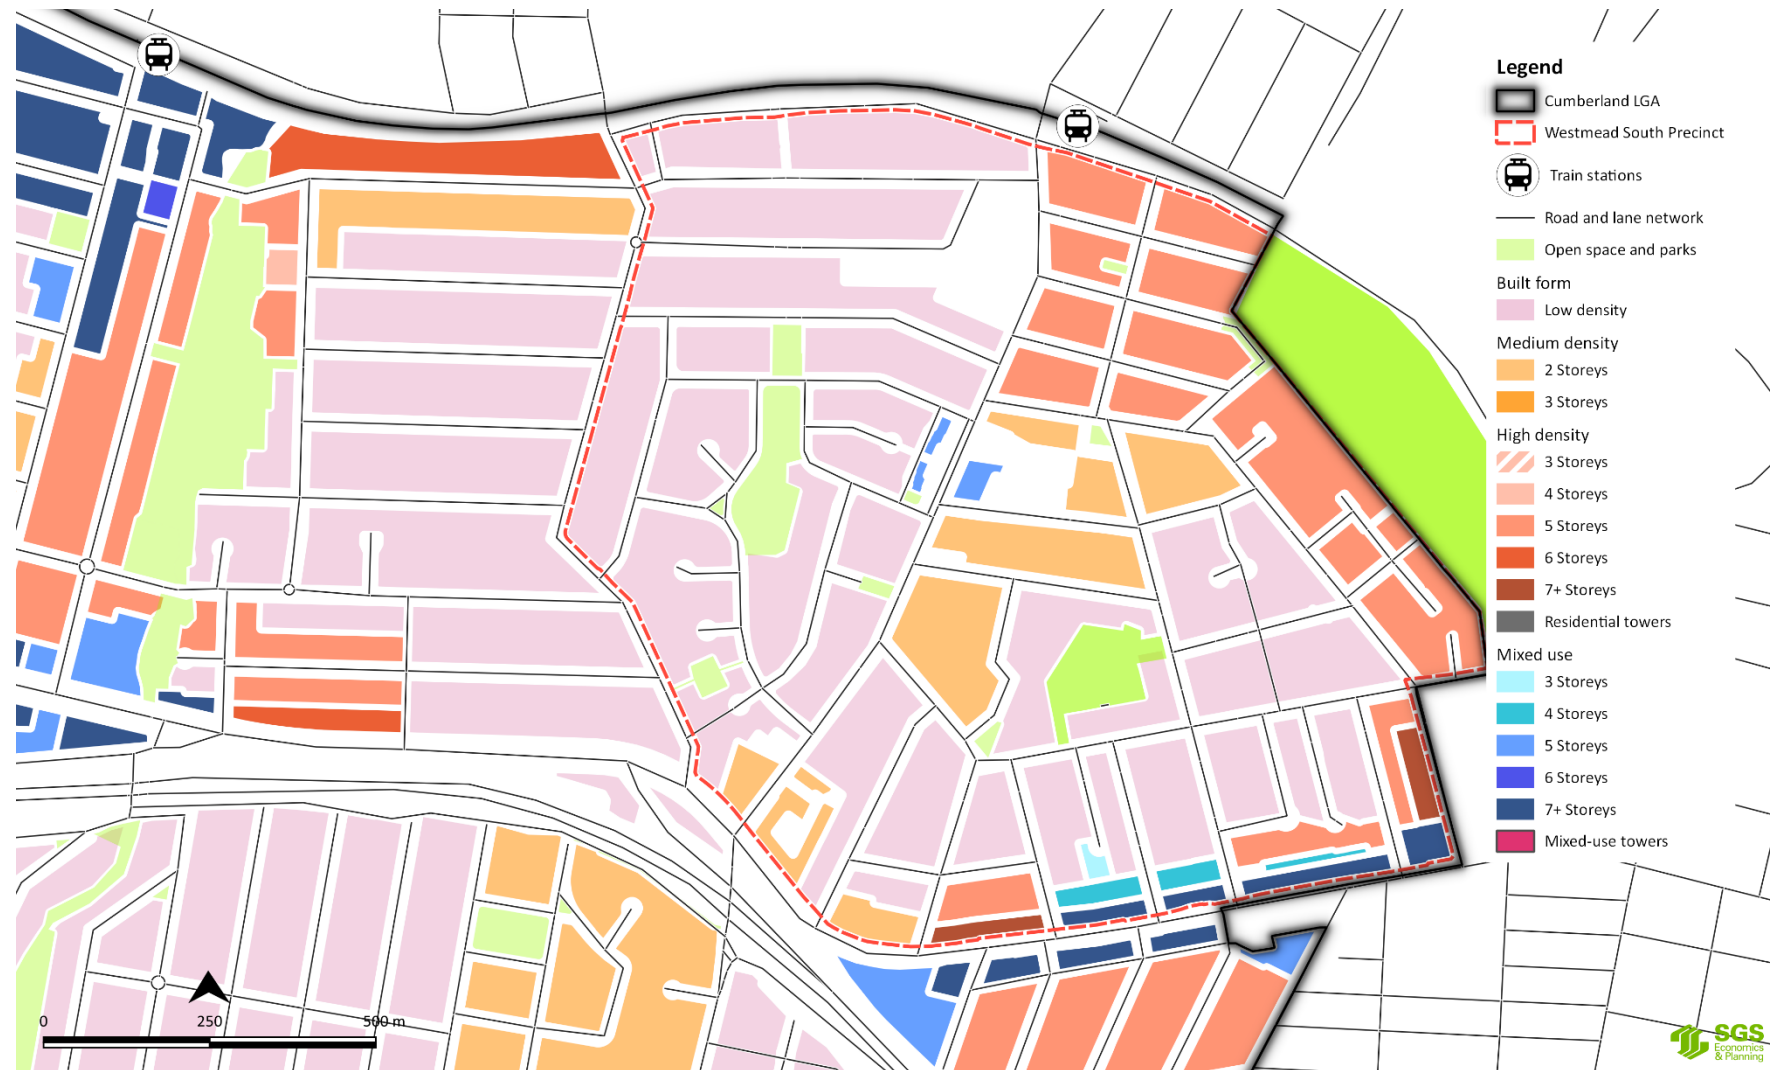 Legend
Cumberland LGA
Westmead South Precinct
Train stations
Road and lane network
Open space and parks
Built form
Low density
Medium density
2 Storeys
3 Storeys
High density
3 Storeys
4 Storeys
5 Storeys
6 Storeys
7+ Storeys
Residential towers
Mixed use
3 Storeys
4 Storeys
5 Storeys
6 Storeys
7+ Storeys
Mixed-use towers
0 250 500 m
SGS
Economics
& Planning